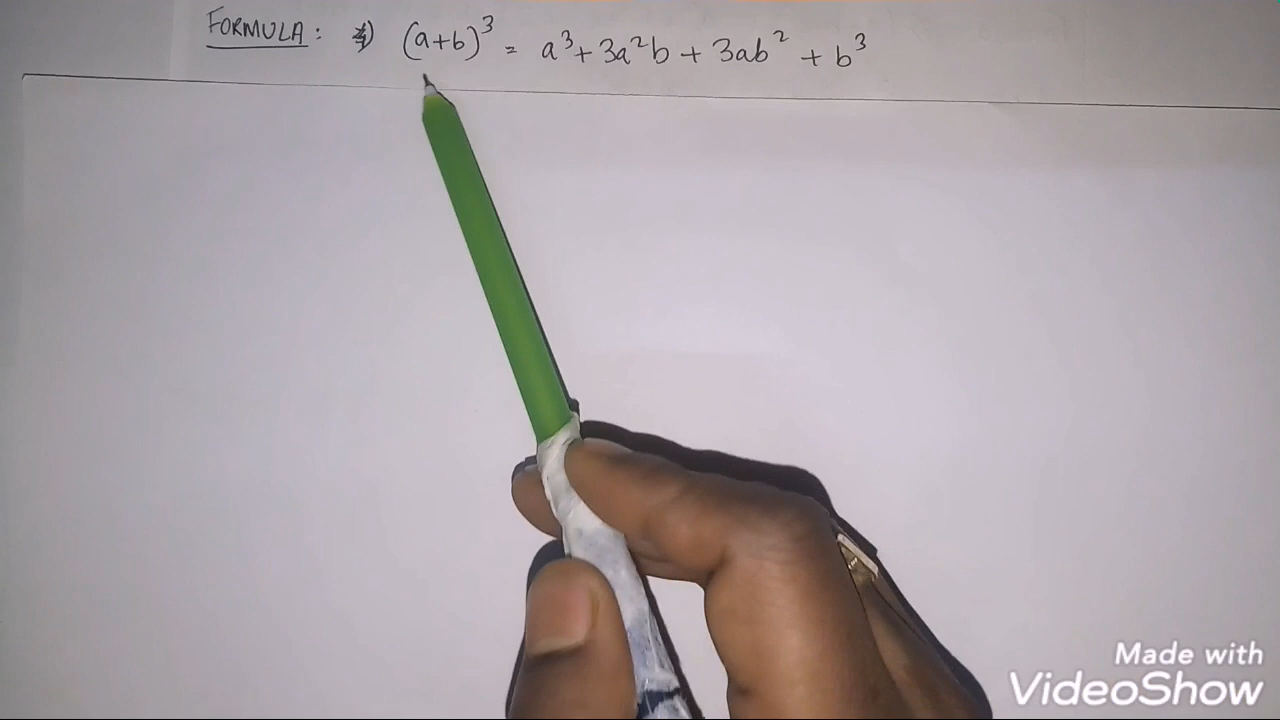 FORMULA: (a+b)³ = a³+3a²b + 3ab² + b³
Made with
VideoShow